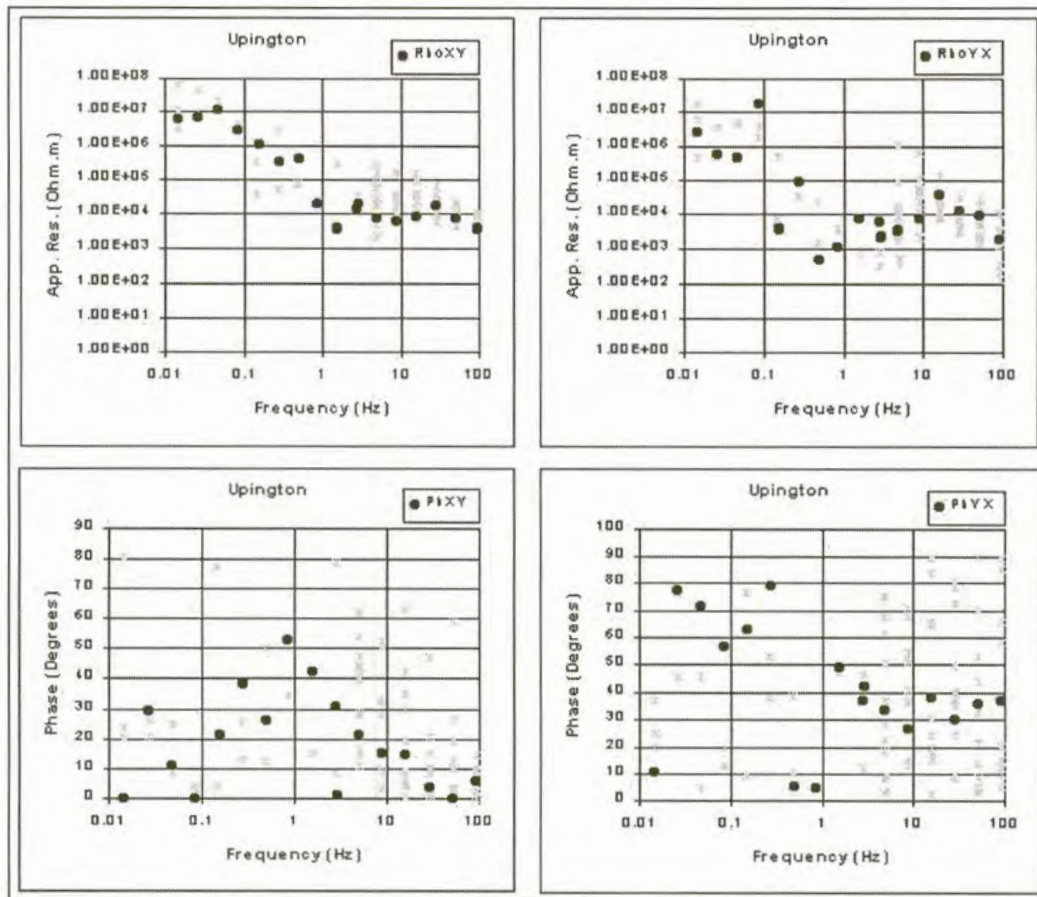 Upington
RhoXY
App. Res. (Ohm.m)
1.00E+08
1.00E+07
1.00E+06
1.00E+05
1.00E+04
1.00E+03
1.00E+02
1.00E+01
1.00E+00
0.01 0.1 1 10 100
Frequency (Hz)
Upington
RhoYX
App. Res. (Ohm.m)
1.00E+08
1.00E+07
1.00E+06
1.00E+05
1.00E+04
1.00E+03
1.00E+02
1.00E+01
1.00E+00
0.01 0.1 1 10 100
Frequency (Hz)
Upington
PhXY
Phase (Degrees)
90
80
70
60
50
40
30
20
10
0
0.01 0.1 1 10 100
Frequency (Hz)
Upington
PhYX
Phase (Degrees)
100
90
80
70
60
50
40
30
20
10
0
0.01 0.1 1 10 100
Frequency (Hz)